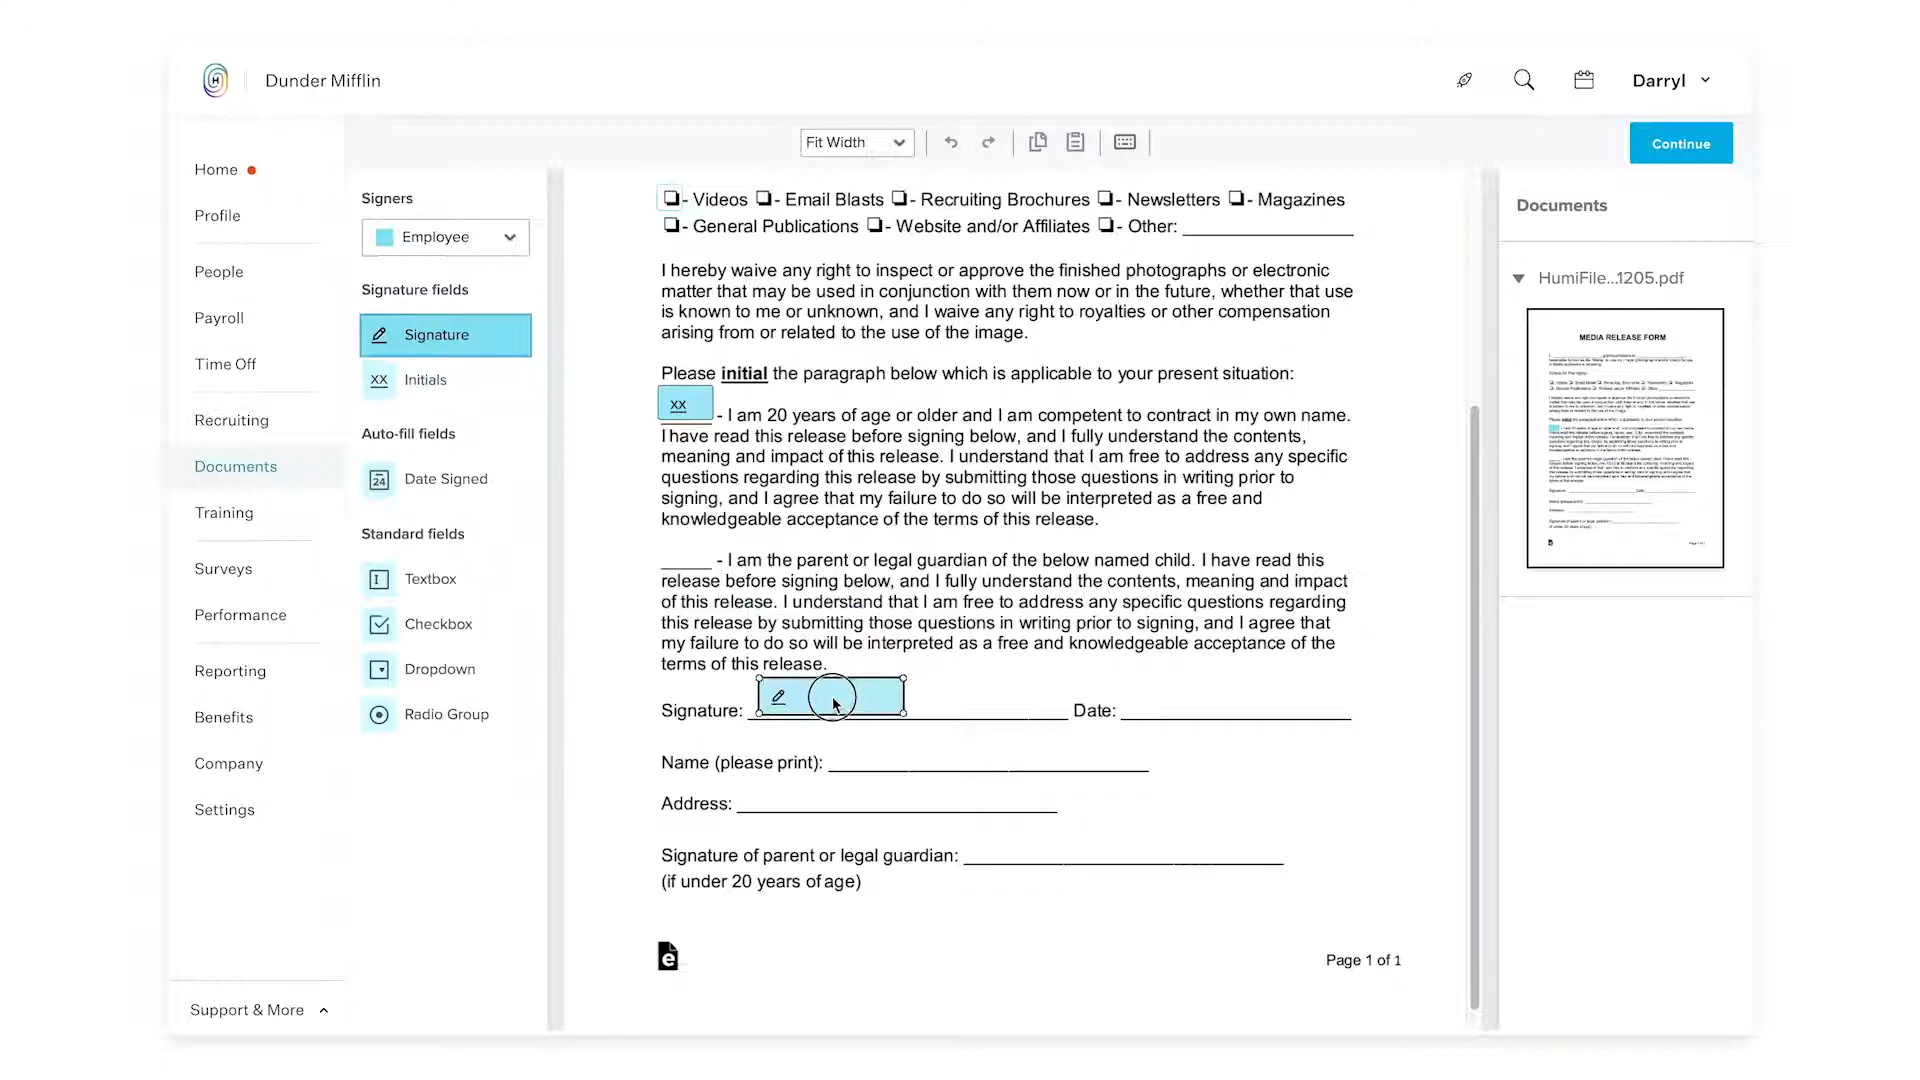 H
Dunder Mifflin
Darryl
Home
Profile
People
Payroll
Time Off
Recruiting
Documents
Training
Surveys
Performance
Reporting
Benefits
Company
Settings
Support & More
Fit Width
Continue
Signers
Employee
Signature fields
Signature
XX Initials
Auto-fill fields
24 Date Signed
Standard fields
Textbox
Checkbox
Dropdown
Radio Group
❏- Videos ❏- Email Blasts ❏- Recruiting Brochures ❏- Newsletters ❏- Magazines
❏- General Publications ❏- Website and/or Affiliates ❏- Other: _________________
I hereby waive any right to inspect or approve the finished photographs or electronic
matter that may be used in conjunction with them now or in the future, whether that use
is known to me or unknown, and I waive any right to royalties or other compensation
arising from or related to the use of the image.
Please initial the paragraph below which is applicable to your present situation:
XX
_____ - I am 20 years of age or older and I am competent to contract in my own name.
I have read this release before signing below, and I fully understand the contents,
meaning and impact of this release. I understand that I am free to address any specific
questions regarding this release by submitting those questions in writing prior to
signing, and I agree that my failure to do so will be interpreted as a free and
knowledgeable acceptance of the terms of this release.
_____ - I am the parent or legal guardian of the below named child. I have read this
release before signing below, and I fully understand the contents, meaning and impact
of this release. I understand that I am free to address any specific questions regarding
this release by submitting those questions in writing prior to signing, and I agree that
my failure to do so will be interpreted as a free and knowledgeable acceptance of the
terms of this release.
Signature: ________________________________ Date: _______________________
Name (please print): ________________________________
Address: ________________________________
Signature of parent or legal guardian: ________________________________
(if under 20 years of age)
e
Page 1 of 1
Documents
HumiFile...1205.pdf
MEDIA RELEASE FORM